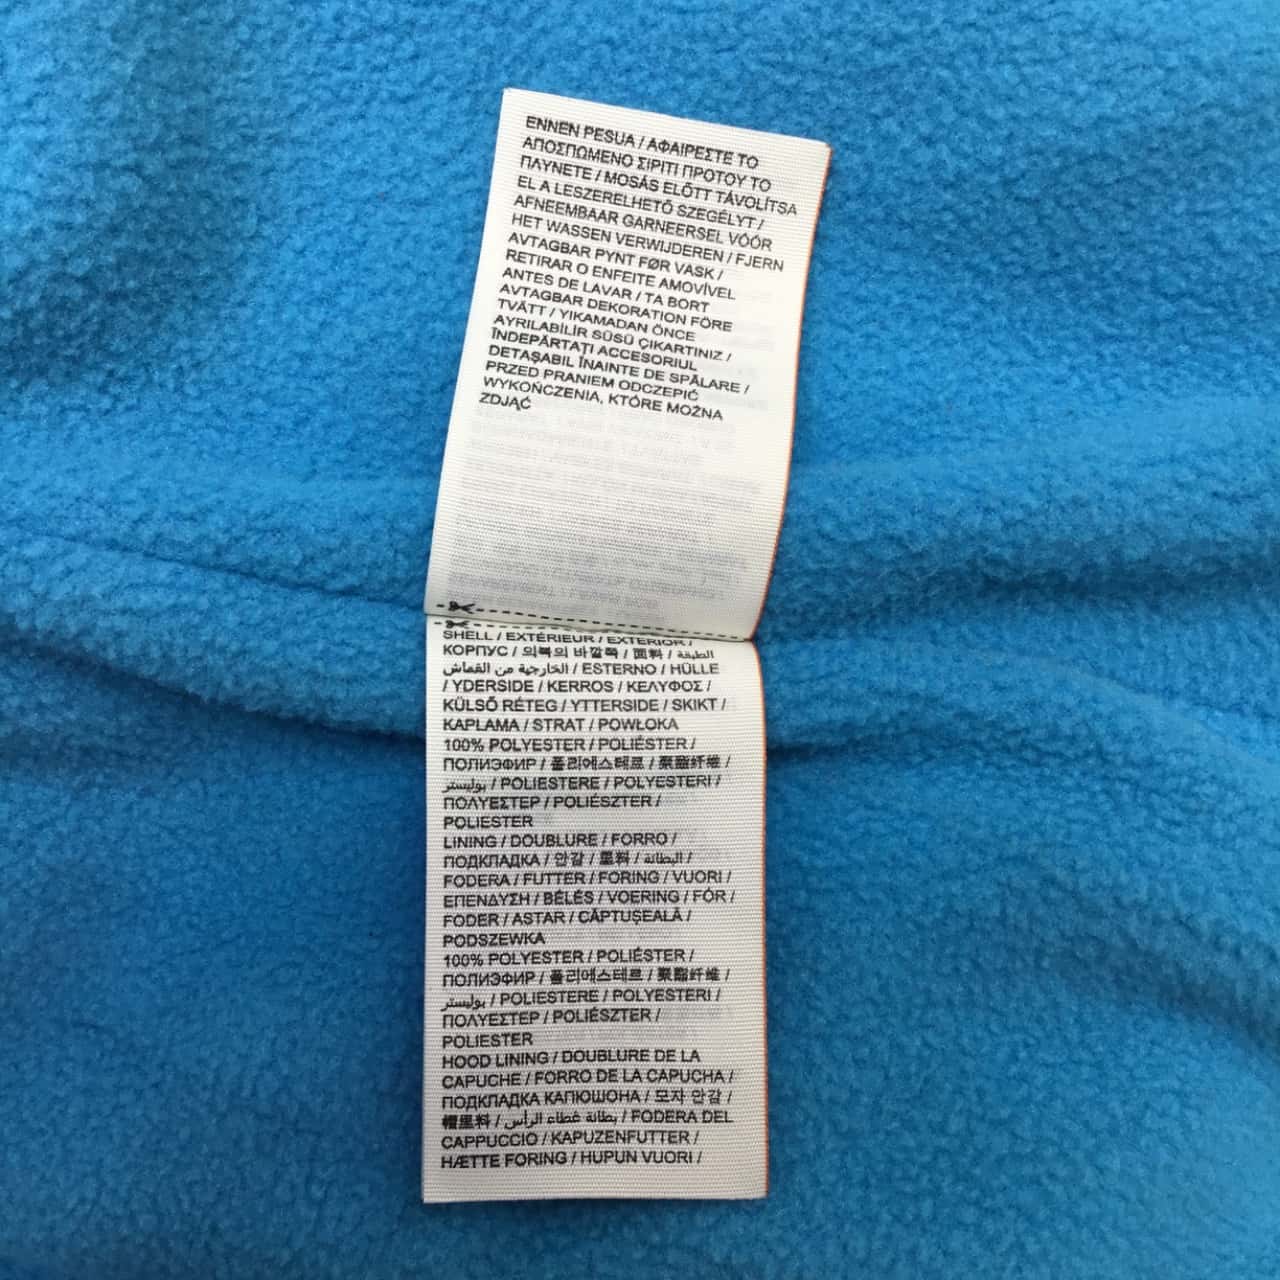 ENNEN PESUA / ΑΦΑΙΡΕΣΤΕ ΤΟ
ΑΠΟΣΠΩΜΕΝΟ ΣΙΡΙΤΙ ΠΡΟΤΟΥ ΤΟ
ΠΛΥΝΕΤΕ / MOSÁS ELŐTT TÁVOLÍTSA
EL A LESZERELHETŐ SZEGÉLYT /
AFNEEMBAAR GARNEERSEL VÓÓR
HET WASSEN VERWIJDEREN / FJERN
AVTAGBAR PYNT FØR VASK /
RETIRAR O ENFEITE AMOVÍVEL
ANTES DE LAVAR / TA BORT
AVTAGBAR DEKORATION FÖRE
TVÄTT / YIKAMADAN ÖNCE
AYRILABİLİR SÜSÜ ÇIKARTINIZ /
ÎNDEPĂRTAȚI ACCESORIUL
DETAȘABIL ÎNAINTE DE SPĂLARE /
PRZED PRANIEM ODCZEPIĆ
WYKOŃCZENIA, KTÓRE MOŻNA
ZDJĄĆ
SHELL / EXTÉRIEUR / EXTERIOR /
КОРПУС / 의복의 바깥쪽 / 面料 / الطبقة
الخارجية من القماش / ESTERNO / HÜLLE
/ YDERSIDE / KERROS / ΚΕΛΥΦΟΣ /
KÜLSŐ RÉTEG / YTTERSIDE / SKIKT /
KAPLAMA / STRAT / POWŁOKA
100% POLYESTER / POLIÉSTER /
ПОЛИЭФИР / 폴리에스테르 / 聚酯纤维 /
بوليستر / POLIESTERE / POLYESTERI /
ΠΟΛΥΕΣΤΕΡ / POLIÉSZTER /
POLIESTER
LINING / DOUBLURE / FORRO /
ПОДКЛАДКА / 안감 / 里料 / البطانة /
FODERA / FUTTER / FORING / VUORI /
ΕΠΕΝΔΥΣΗ / BÉLÉS / VOERING / FÓR /
FODER / ASTAR / CĂPTUȘEALĂ /
PODSZEWKA
100% POLYESTER / POLIÉSTER /
ПОЛИЭФИР / 폴리에스테르 / 聚酯纤维 /
بوليستر / POLIESTERE / POLYESTERI /
ΠΟΛΥΕΣΤΕΡ / POLIÉSZTER /
POLIESTER
HOOD LINING / DOUBLURE DE LA
CAPUCHE / FORRO DE LA CAPUCHA /
ПОДКЛАДКА КАПЮШОНА / 모자 안감 /
帽里料 / بطانة غطاء الرأس / FODERA DEL
CAPPUCCIO / KAPUZENFUTTER /
HÆTTE FORING / HUPUN VUORI /